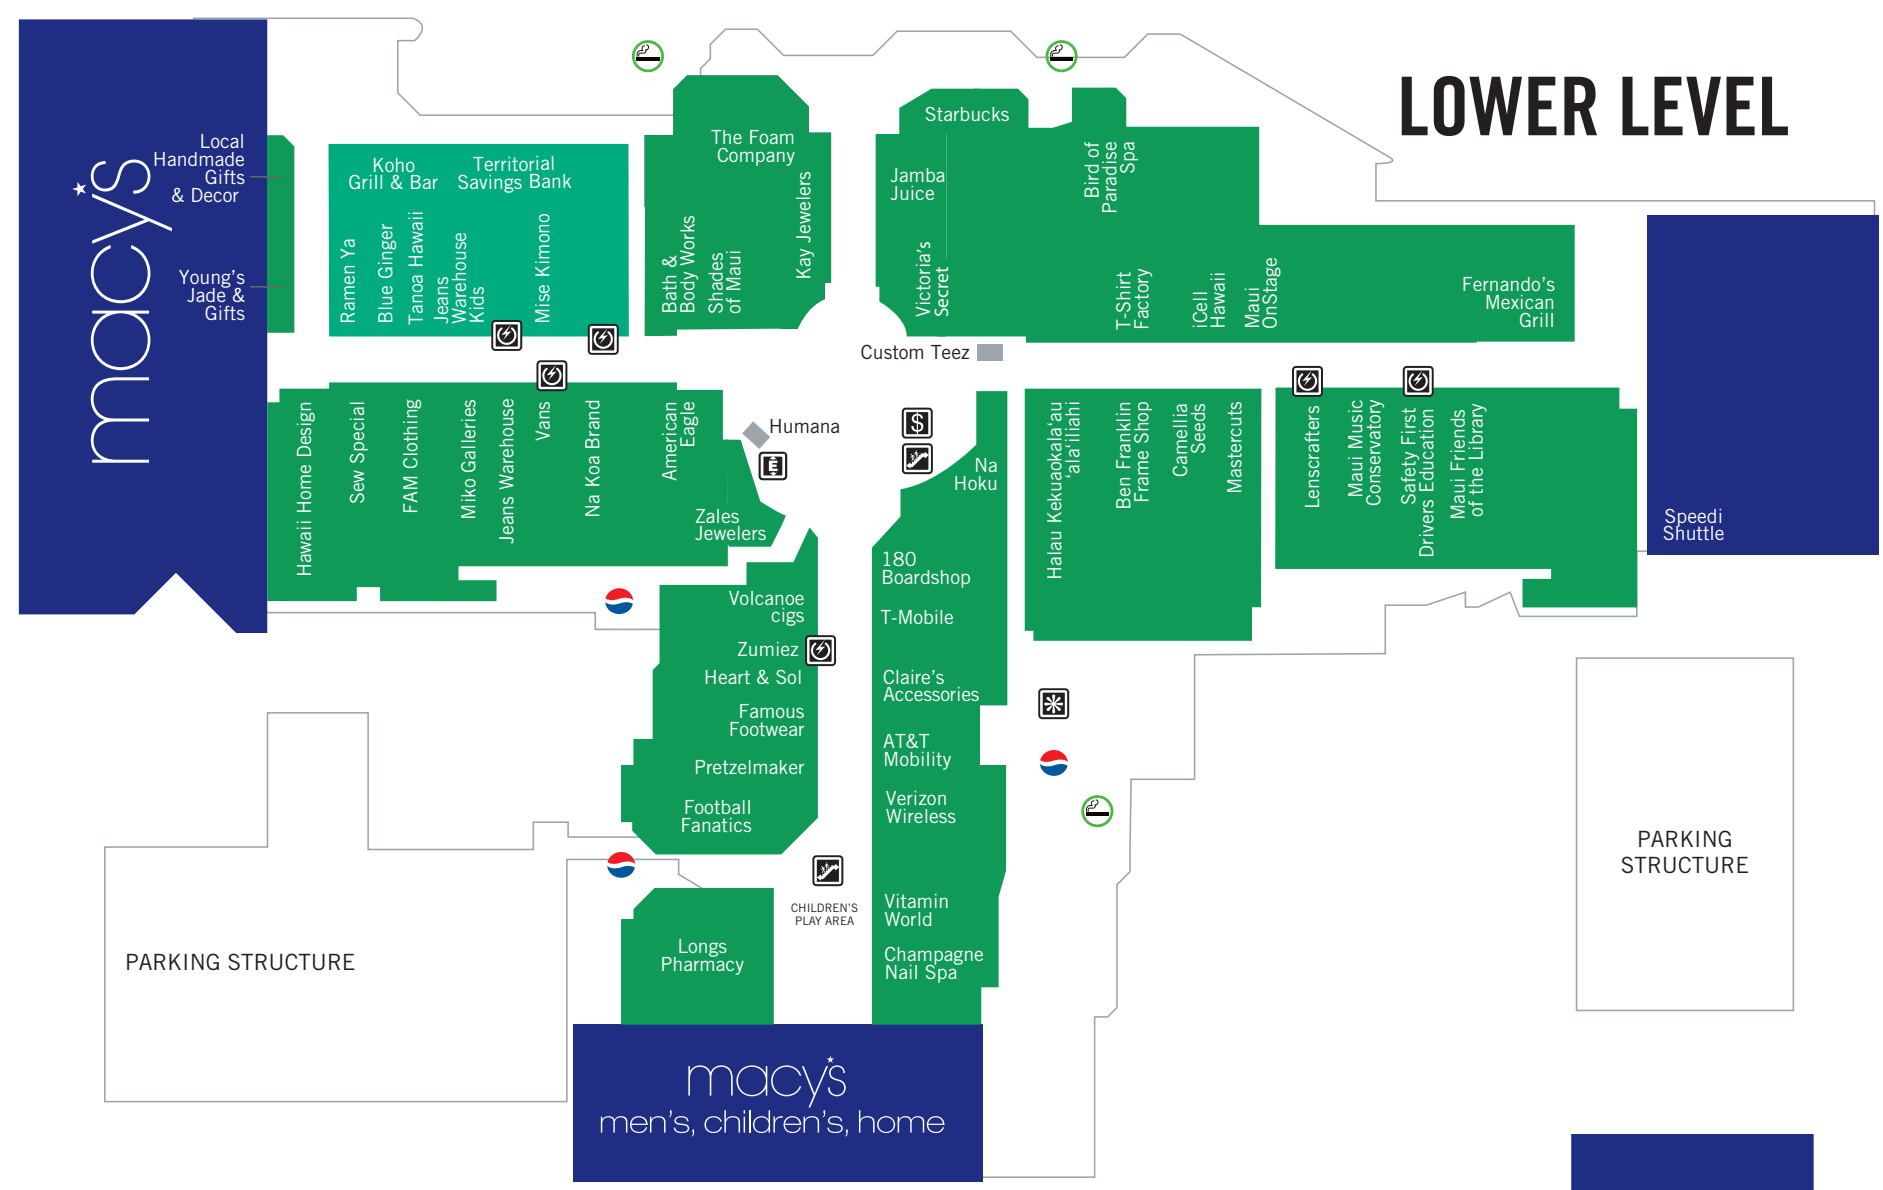 LOWER LEVEL
macy's
Local
Handmade
Gifts
& Decor
Young's
Jade &
Gifts
Koho
Grill & Bar
Territorial
Savings Bank
Ramen Ya
Blue Ginger
Tanoa Hawaii
Jeans
Warehouse
Kids
Mise Kimono
The Foam
Company
Bath &
Body Works
Shades
of Maui
Kay Jewelers
Starbucks
Jamba
Juice
Victoria's
Secret
Bird of
Paradise
Spa
T-Shirt
Factory
iCell
Hawaii
Maui
OnStage
Fernando's
Mexican
Grill
Custom Teez
Humana
E
$
Hawaii Home Design
Sew Special
FAM Clothing
Miko Galleries
Jeans Warehouse
Vans
Na Koa Brand
American
Eagle
Zales
Jewelers
Na
Hoku
Halau Kekuaokala‘au
‘ala‘iliahi
Ben Franklin
Frame Shop
Camellia
Seeds
Mastercuts
Lenscrafters
Maui Music
Conservatory
Safety First
Drivers Education
Maui Friends
of the Library
Speedi
Shuttle
Volcanoe
cigs
Zumiez
Heart & Sol
Famous
Footwear
Pretzelmaker
Football
Fanatics
180
Boardshop
T-Mobile
Claire's
Accessories
AT&T
Mobility
Verizon
Wireless
Vitamin
World
Champagne
Nail Spa
CHILDREN'S
PLAY AREA
Longs
Pharmacy
PARKING STRUCTURE
PARKING
STRUCTURE
macy's
men's, children's, home